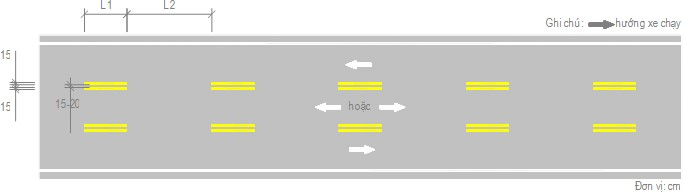 L1 L2
Ghi chú: hướng xe chạy
15
15
15-20
hoặc
Đơn vị: cm